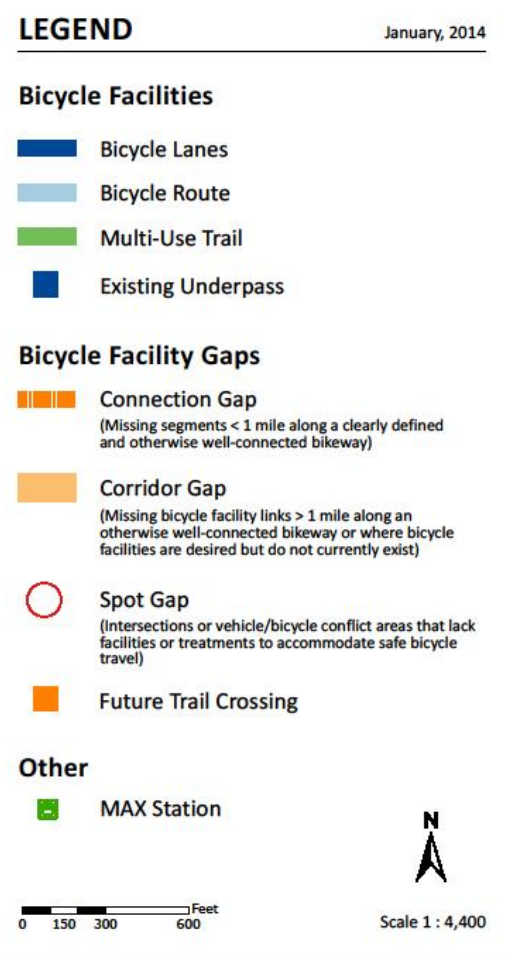 LEGEND
January, 2014
Bicycle Facilities
Bicycle Lanes
Bicycle Route
Multi-Use Trail
Existing Underpass
Bicycle Facility Gaps
Connection Gap
(Missing segments < 1 mile along a clearly defined
and otherwise well-connected bikeway)
Corridor Gap
(Missing bicycle facility links > 1 mile along an
otherwise well-connected bikeway or where bicycle
facilities are desired but do not currently exist)
Spot Gap
(Intersections or vehicle/bicycle conflict areas that lack
facilities or treatments to accommodate safe bicycle
travel)
Future Trail Crossing
Other
MAX Station
N
Feet
0 150 300 600
Scale 1 : 4,400